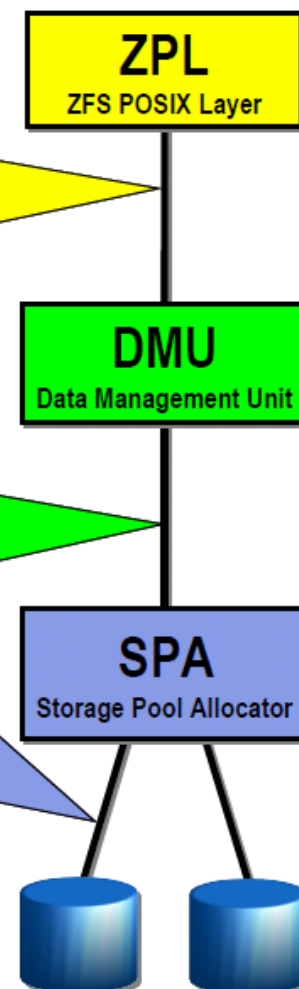 ZPL
ZFS POSIX Layer
DMU
Data Management Unit
SPA
Storage Pool Allocator